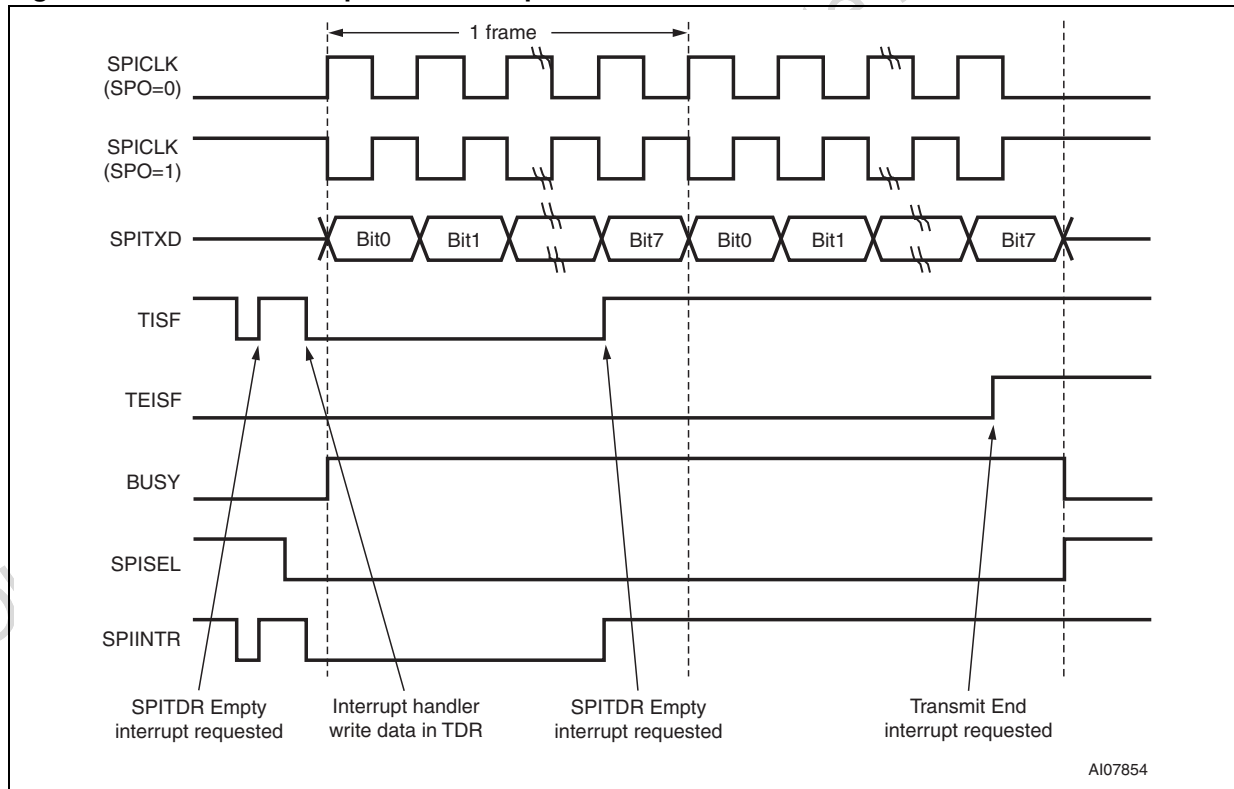 1 frame
SPICLK
(SPO=0)
SPICLK
(SPO=1)
SPITXD
Bit0
Bit1
Bit7
Bit0
Bit1
Bit7
TISF
TEISF
BUSY
SPISEL
SPIINTR
SPITDR Empty
interrupt requested
Interrupt handler
write data in TDR
SPITDR Empty
interrupt requested
Transmit End
interrupt requested
AI07854